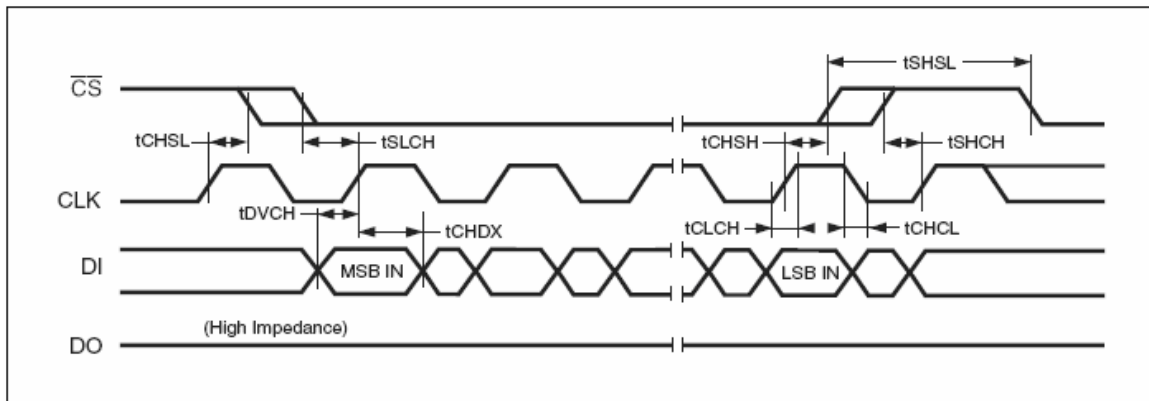 tSHSL
CS
tCHSL
tSLCH
tCHSH
tSHCH
CLK
tDVCH
tCHDX
tCLCH
tCHCL
DI
MSB IN
LSB IN
(High Impedance)
DO